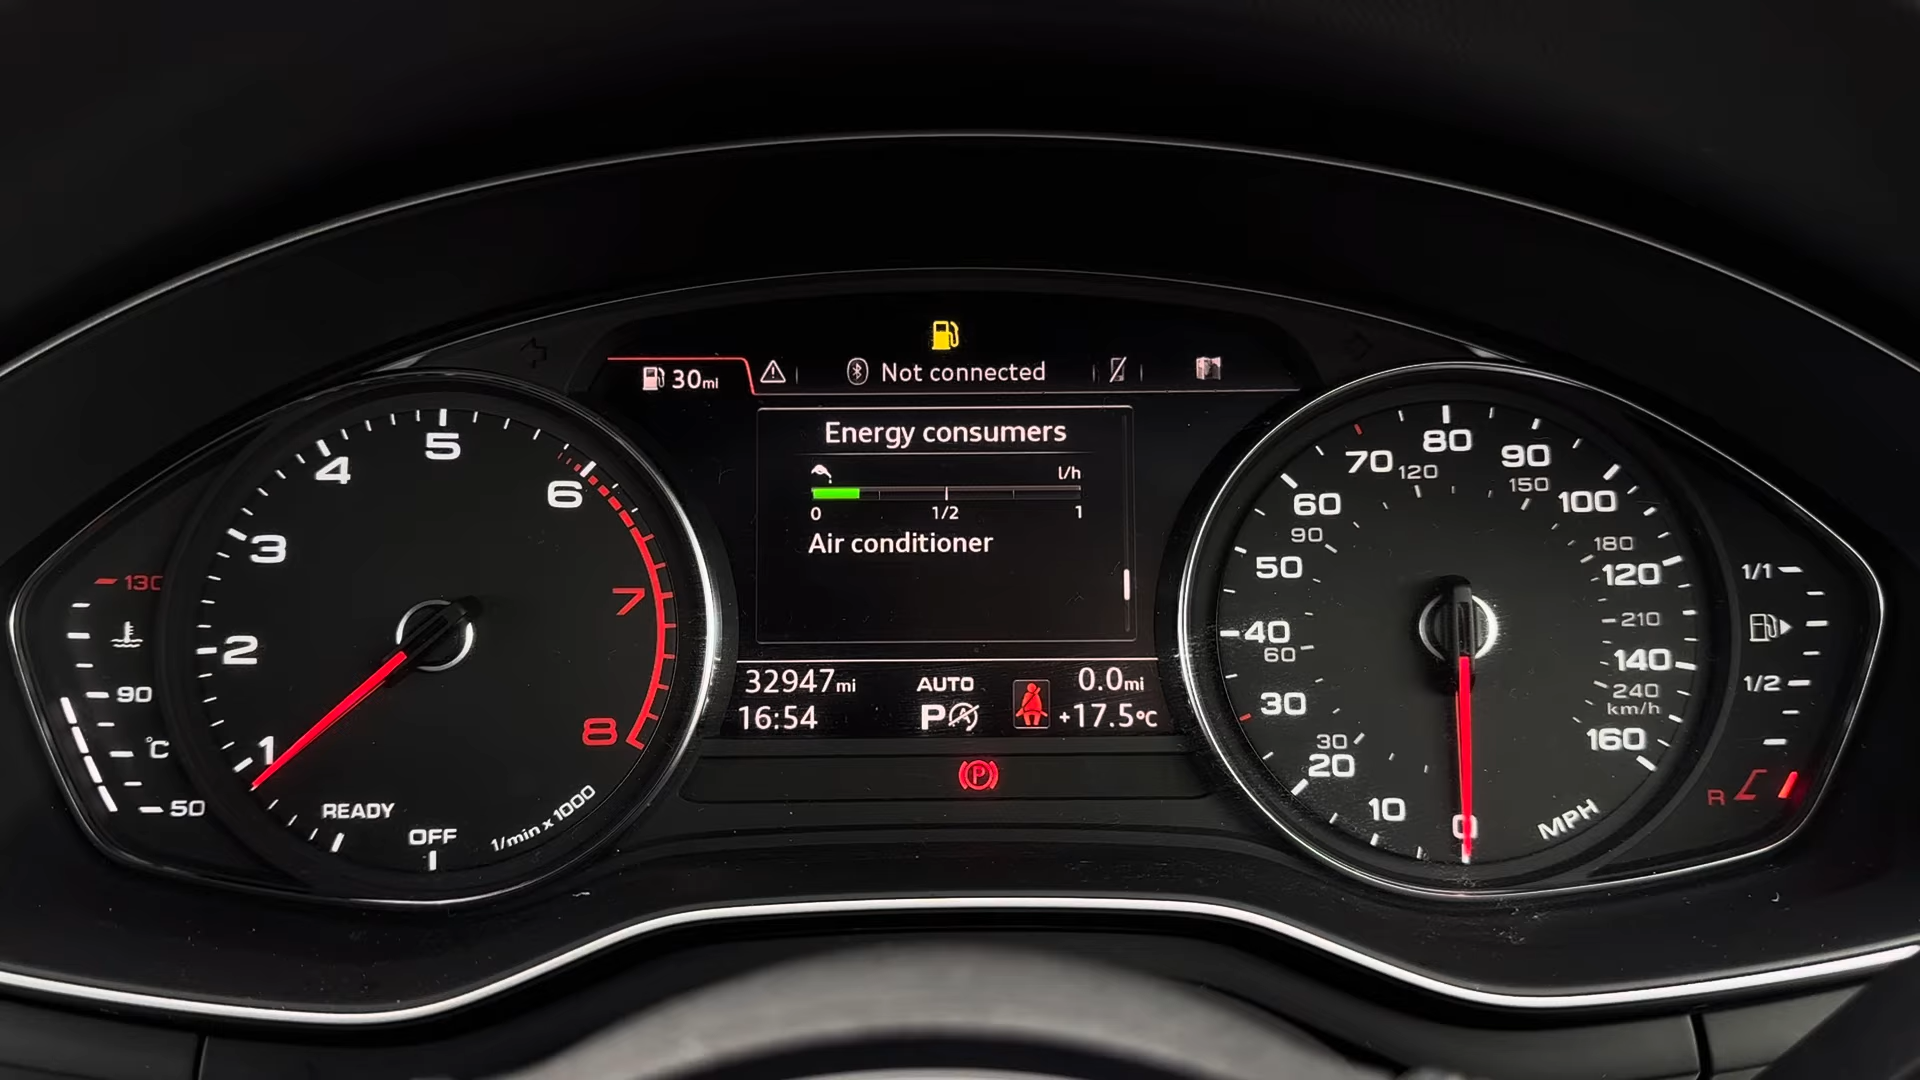 30mi
Not connected
Energy consumers
l/h
0 1/2 1
Air conditioner
32947mi
AUTO
0.0mi
16:54
P
+17.5°C
P
1
2
3
4
5
6
7
8
READY
OFF
1/min x 1000
130
90
°C
50
0
10
20
30
40
50
60
70
80
90
100
120
140
160
MPH
30
60
90
120
150
180
210
240
km/h
1/1
1/2
R